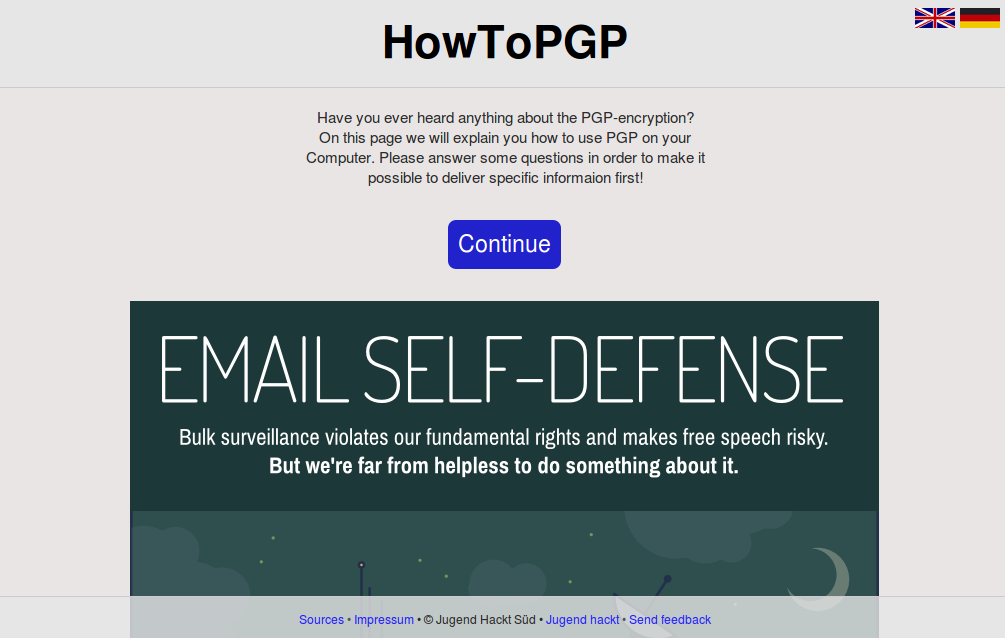 HowToPGP
Have you ever heard anything about the PGP-encryption?
On this page we will explain you how to use PGP on your
Computer. Please answer some questions in order to make it
possible to deliver specific informaion first!
Continue
EMAIL SELF-DEFENSE
Bulk surveillance violates our fundamental rights and makes free speech risky.
But we're far from helpless to do something about it.
Sources • Impressum • © Jugend Hackt Süd • Jugend hackt • Send feedback